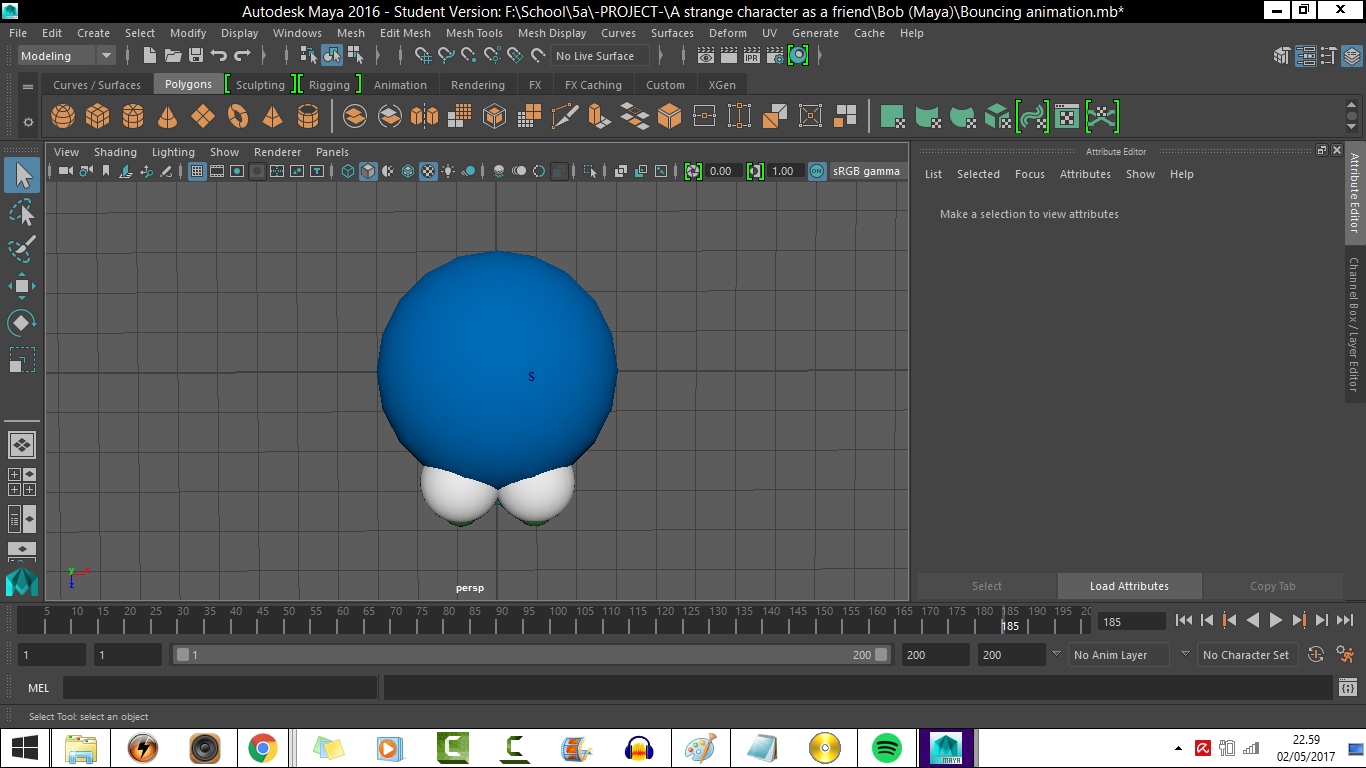 Autodesk Maya 2016 - Student Version: F:\School\5a\-PROJECT-\A strange character as a friend\Bob (Maya)\Bouncing animation.mb*
File Edit Create Select Modify Display Windows Mesh Edit Mesh Mesh Tools Mesh Display Curves Surfaces Deform UV Generate Cache Help
Modeling No Live Surface IPR
Curves / Surfaces Polygons Sculpting Rigging Animation Rendering FX FX Caching Custom XGen
View Shading Lighting Show Renderer Panels
0.00 1.00 ON sRGB gamma
Attribute Editor
List Selected Focus Attributes Show Help
Make a selection to view attributes
Attribute Editor
Channel Box / Layer Editor
S
y x
z
persp
Select Load Attributes Copy Tab
5 10 15 20 25 30 35 40 45 50 55 60 65 70 75 80 85 90 95 100 105 110 115 120 125 130 135 140 145 150 155 160 165 170 175 180 185 190 195 20
185 185
1 1 1 200 200 200 No Anim Layer No Character Set
MEL
Select Tool: select an object
MAYA
22.59
02/05/2017